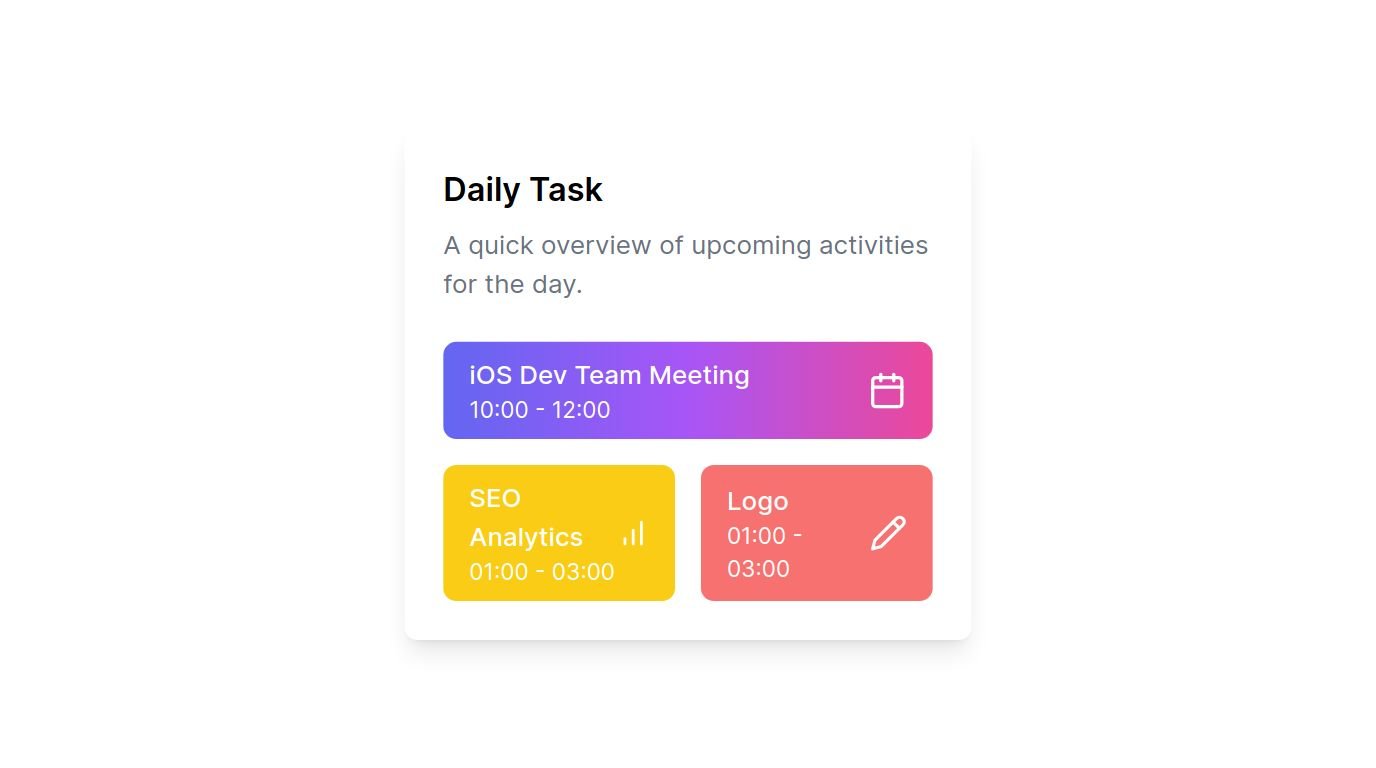 Daily Task
A quick overview of upcoming activities
for the day.
iOS Dev Team Meeting
10:00 - 12:00
SEO
Analytics
01:00 - 03:00
Logo
01:00 -
03:00